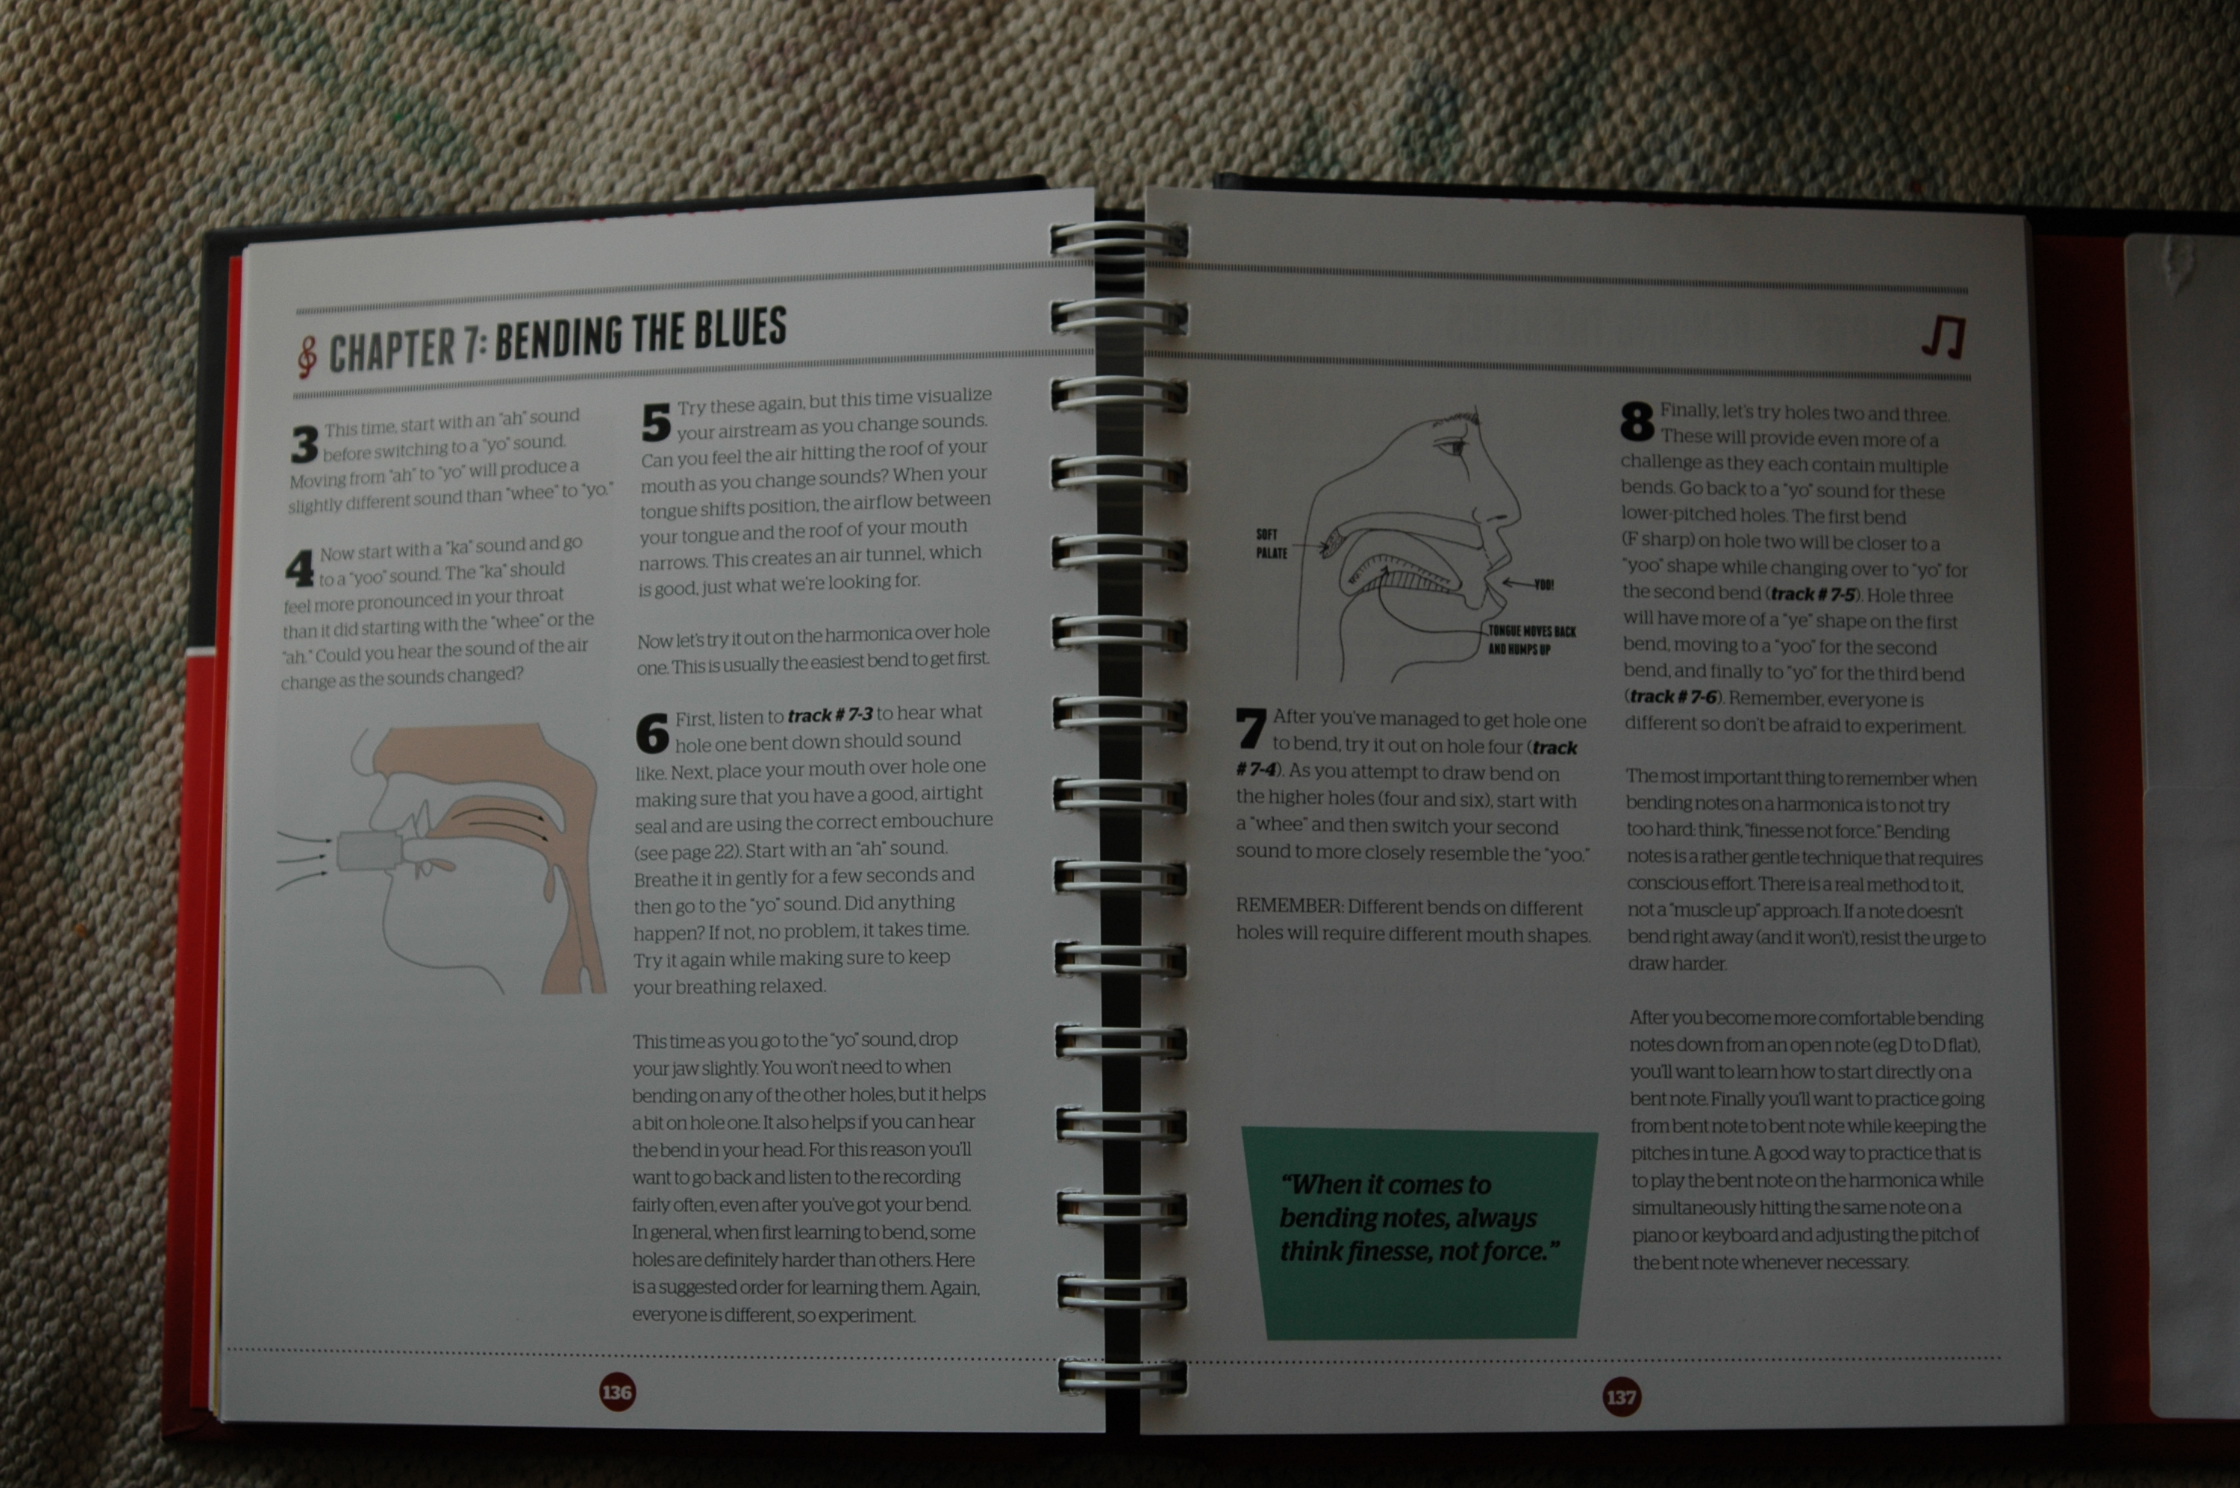 CHAPTER 7: BENDING THE BLUES
3 This time, start with an "ah" sound
before switching to a "yo" sound.
Moving from "ah" to "yo" will produce a
slightly different sound than "whee" to "yo."
4 Now start with a "ka" sound and go
to a "yoo" sound. The "ka" should
feel more pronounced in your throat
than it did starting with the "whee" or the
"ah." Could you hear the sound of the air
change as the sounds changed?
5 Try these again, but this time visualize
your airstream as you change sounds.
Can you feel the air hitting the roof of your
mouth as you change sounds? When your
tongue shifts position, the airflow between
your tongue and the roof of your mouth
narrows. This creates an air tunnel, which
is good, just what we're looking for.
Now let's try it out on the harmonica over hole
one. This is usually the easiest bend to get first.
6 First, listen to track # 7-3 to hear what
hole one bent down should sound
like. Next, place your mouth over hole one
making sure that you have a good, airtight
seal and are using the correct embouchure
(see page 22). Start with an "ah" sound.
Breathe it in gently for a few seconds and
then go to the "yo" sound. Did anything
happen? If not, no problem, it takes time.
Try it again while making sure to keep
your breathing relaxed.
This time as you go to the "yo" sound, drop
your jaw slightly. You won't need to when
bending on any of the other holes, but it helps
a bit on hole one. It also helps if you can hear
the bend in your head. For this reason you'll
want to go back and listen to the recording
fairly often, even after you've got your bend.
In general, when first learning to bend, some
holes are definitely harder than others. Here
is a suggested order for learning them. Again,
everyone is different, so experiment.
136
SOFT
PALATE
YOO!
TONGUE MOVES BACK
AND HUMPS UP
7 After you've managed to get hole one
to bend, try it out on hole four (track
# 7-4). As you attempt to draw bend on
the higher holes (four and six), start with
a "whee" and then switch your second
sound to more closely resemble the "yoo."
REMEMBER: Different bends on different
holes will require different mouth shapes.
"When it comes to
bending notes, always
think finesse, not force."
8 Finally, let's try holes two and three.
These will provide even more of a
challenge as they each contain multiple
bends. Go back to a "yo" sound for these
lower-pitched holes. The first bend
(F sharp) on hole two will be closer to a
"yoo" shape while changing over to "yo" for
the second bend (track # 7-5). Hole three
will have more of a "ye" shape on the first
bend, moving to a "yoo" for the second
bend, and finally to "yo" for the third bend
(track # 7-6). Remember, everyone is
different so don't be afraid to experiment.
The most important thing to remember when
bending notes on a harmonica is to not try
too hard: think, "finesse not force." Bending
notes is a rather gentle technique that requires
conscious effort. There is a real method to it,
not a "muscle up" approach. If a note doesn't
bend right away (and it won't), resist the urge to
draw harder.
After you become more comfortable bending
notes down from an open note (eg D to D flat),
you'll want to learn how to start directly on a
bent note. Finally you'll want to practice going
from bent note to bent note while keeping the
pitches in tune. A good way to practice that is
to play the bent note on the harmonica while
simultaneously hitting the same note on a
piano or keyboard and adjusting the pitch of
the bent note whenever necessary.
137